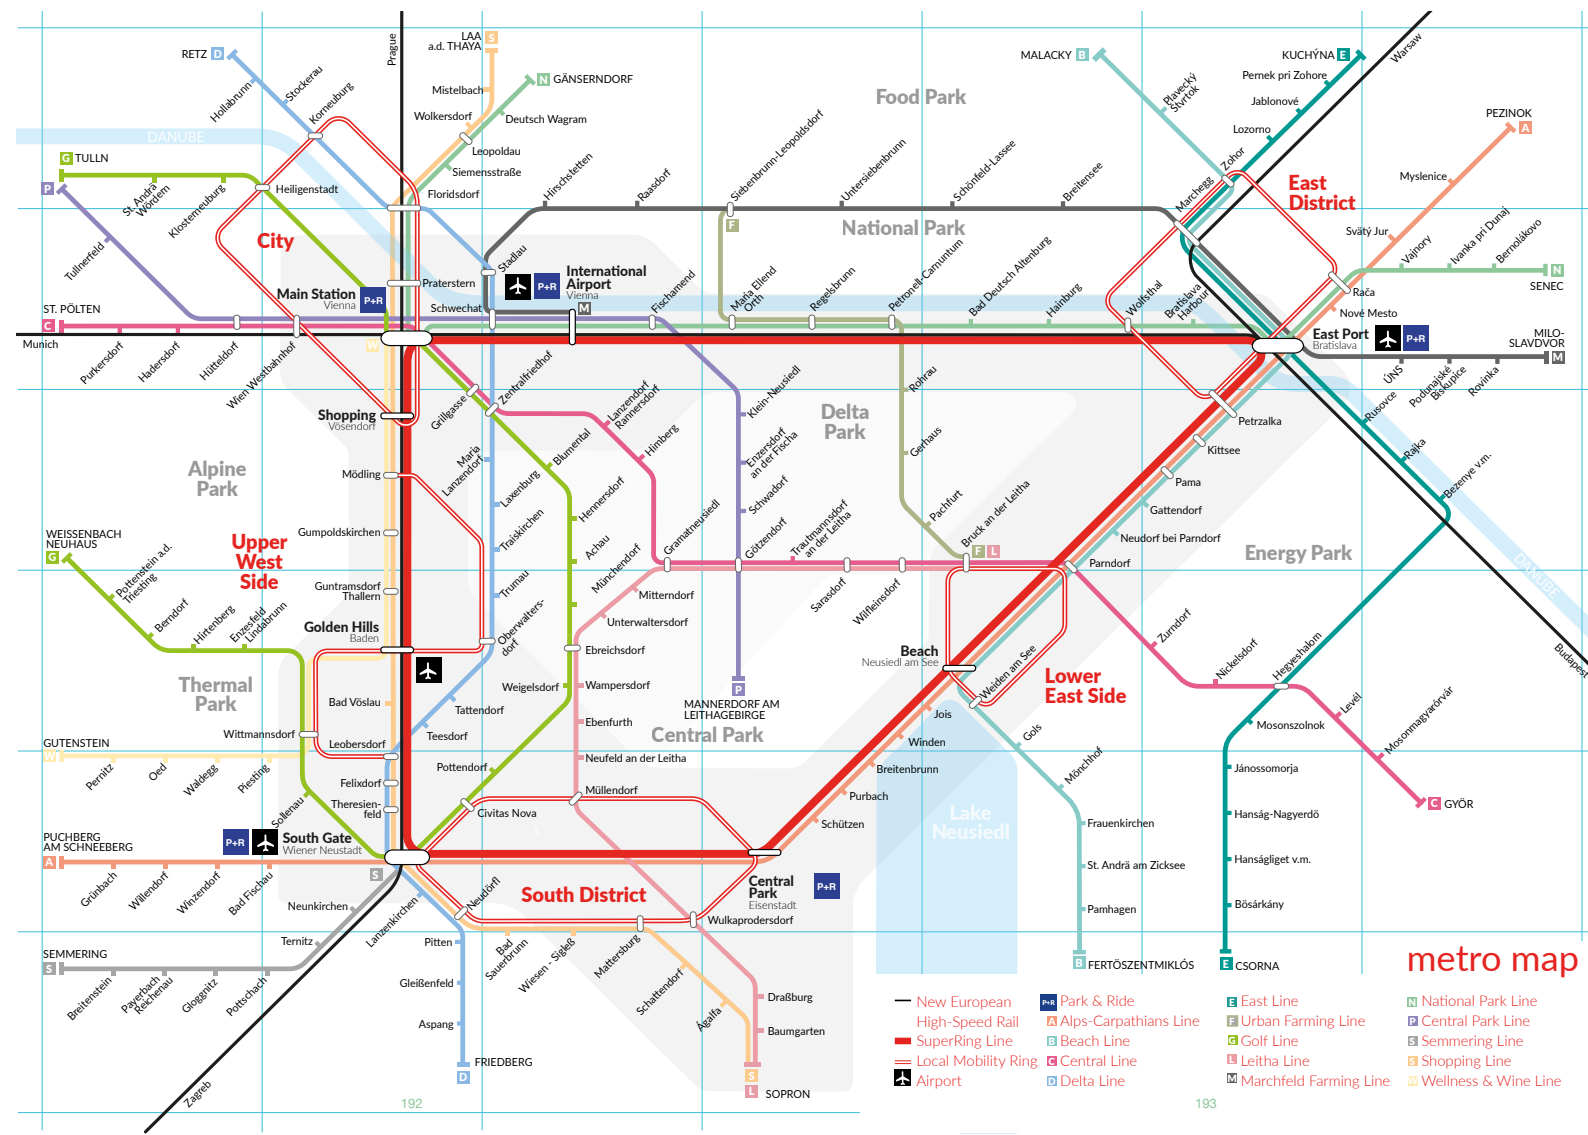 RETZ D
Hollabrunn
Stockerau
Korneuburg
Prague
LAA
a.d. THAYA
S
Mistelbach
Wolkersdorf
N GÄNSERNDORF
Deutsch Wagram
Leopoldau
Siemensstraße
Floridsdorf
DANUBE
G TULLN
P
St. Andrä
Wördern
Klosterneuburg
Heiligenstadt
Tullnerfeld
City
Food Park
MALACKY B
Plavecký
Štvrtok
KUCHÝNA E
Pernek pri Zohore
Jablonové
Lozorno
Zohor
Marchegg
Warsaw
PEZINOK
A
Myslenice
Svätý Jur
East
District
Hirschstetten
Raasdorf
Siebenbrunn-Leopoldsdorf
F
Untersiebenbrunn
Schönfeld-Lassee
Breitensee
National Park
Vajnory
Ivanka pri Dunaj
Bernolákovo
N
SENEC
Rača
Nove Mesto
Stadlau
Praterstern
Schwechat
International
Airport
Vienna
P+R
M
Main Station
Vienna
P+R
ST. PÖLTEN
C
Munich
W
Purkersdorf
Hadersdorf
Hütteldorf
Wien Westbahnhof
Fischamend
Maria Ellend
Orth
Regelsbrunn
Petronell-Carnuntum
Bad Deutsch Altenburg
Hainburg
Wolfsthal
Bratislava
Harbour
East Port
Bratislava
P+R
MILO-
SLAVDVOR
M
ÚNS
Podunajské
Biskupice
Rovinka
Shopping
Vösendorf
Grillgasse
Zentralfriedhof
Lanzendorf
Rannersdorf
Himberg
Klein-Neusiedl
Delta
Park
Rohrau
Gerhaus
Petrzalka
Kittsee
Pama
Gattendorf
Neudorf bei Parndorf
Parndorf
Rusovce
Rajka
Bezenye v.m.
Alpine
Park
Mödling
Maria
Lanzendorf
Blumental
Laxenburg
Hennersdorf
Traiskirchen
Achau
Trumau
Münchendorf
Gramatneusiedl
Enzersdorf
an der Fischa
Schwadorf
Götzendorf
Trautmannsdorf
an der Leitha
Pachfurt
Bruck an der Leitha
F L
Sarasdorf
Wilfleinsdorf
Energy Park
DANUBE
Budapest
WEISSENBACH
NEUHAUS
G
Pottenstein a.d.
Triesting
Berndorf
Hirtenberg
Enzesfeld
Lindabrunn
Upper
West
Side
Gumpoldskirchen
Guntramsdorf
Thallern
Golden Hills
Baden
Oberwalters-
dorf
Mitterndorf
Unterwaltersdorf
Ebreichsdorf
Weigelsdorf
Wampersdorf
Ebenfurth
Neufeld an der Leitha
Müllendorf
P
MANNERDORF AM
LEITHAGEBIRGE
Central Park
Beach
Neusiedl am See
Weiden am See
Lower
East Side
Zurndorf
Nickelsdorf
Hegyeshalom
Levél
Mosonmagyaróvár
C GYÖR
Mosonszolnok
Jánossomorja
Hanság-Nagyerdö
Hanságliget v.m.
Bösárkány
E CSORNA
Thermal
Park
Bad Vöslau
Wittmannsdorf
Leobersdorf
Tattendorf
Teesdorf
Pottendorf
GUTENSTEIN
W
Pernitz
Oed
Waldegg
Piesting
Sollenau
Felixdorf
Theresien-
feld
Civitas Nova
Jois
Winden
Breitenbrunn
Purbach
Schützen
Gols
Mönchhof
Frauenkirchen
St. Andrä am Zicksee
Pamhagen
B FERTÖSZENTMIKLÓS
Lake
Neusiedl
PUCHBERG
AM SCHNEEBERG
A
Grünbach
Willendorf
Winzendorf
Bad Fischau
P+R
South Gate
Wiener Neustadt
S
Neunkirchen
Ternitz
Lanzenkirchen
Neudörfl
South District
Central
Park
Eisenstadt
P+R
Wulkaprodersdorf
SEMMERING
S
Breitenstein
Payerbach
Reichenau
Gloggnitz
Pottschach
Pitten
Gleißenfeld
Aspang
FRIEDBERG
D
Bad
Sauerbrunn
Wiesen - Sigleß
Mattersburg
Schattendorf
Ágalfa
Draßburg
Baumgarten
S
L SOPRON
Zagreb
192
193
metro map
New European
High-Speed Rail
SuperRing Line
Local Mobility Ring
Airport
P+R Park & Ride
A Alps-Carpathians Line
B Beach Line
C Central Line
D Delta Line
E East Line
F Urban Farming Line
G Golf Line
L Leitha Line
M Marchfeld Farming Line
N National Park Line
P Central Park Line
S Semmering Line
S Shopping Line
W Wellness & Wine Line